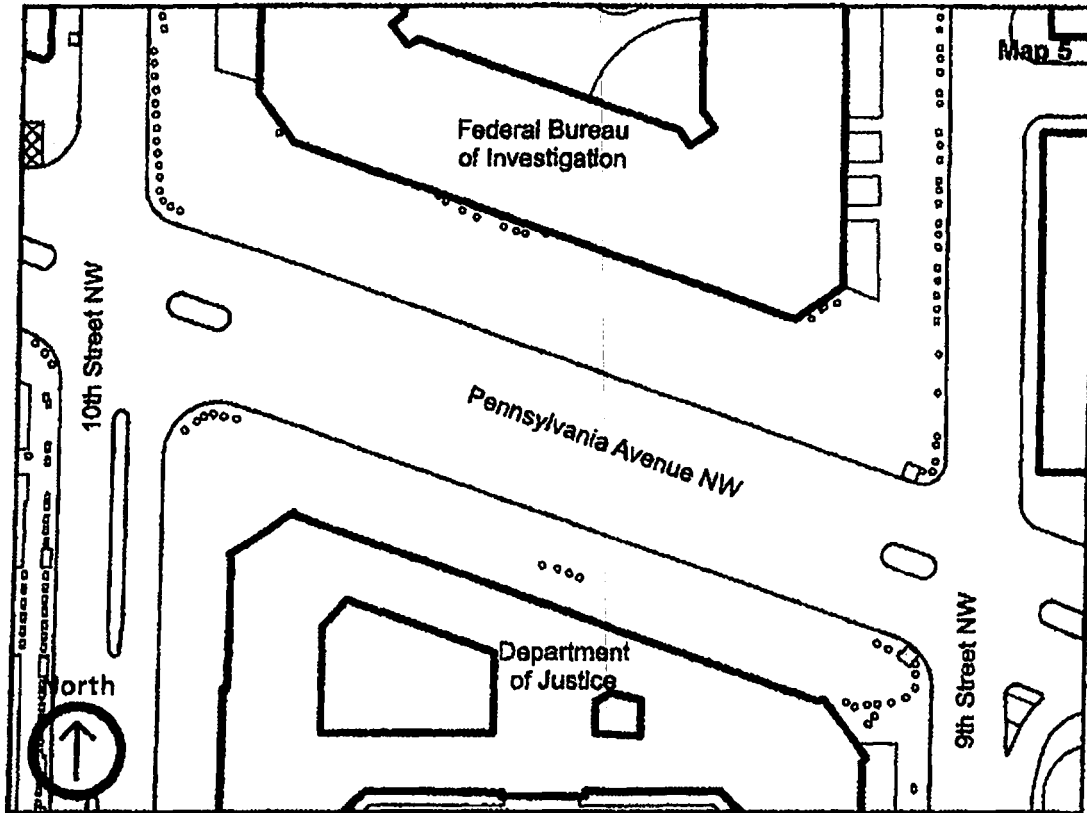 Map 5
Federal Bureau
of Investigation
10th Street NW
Pennsylvania Avenue NW
Department
of Justice
9th Street NW
orth